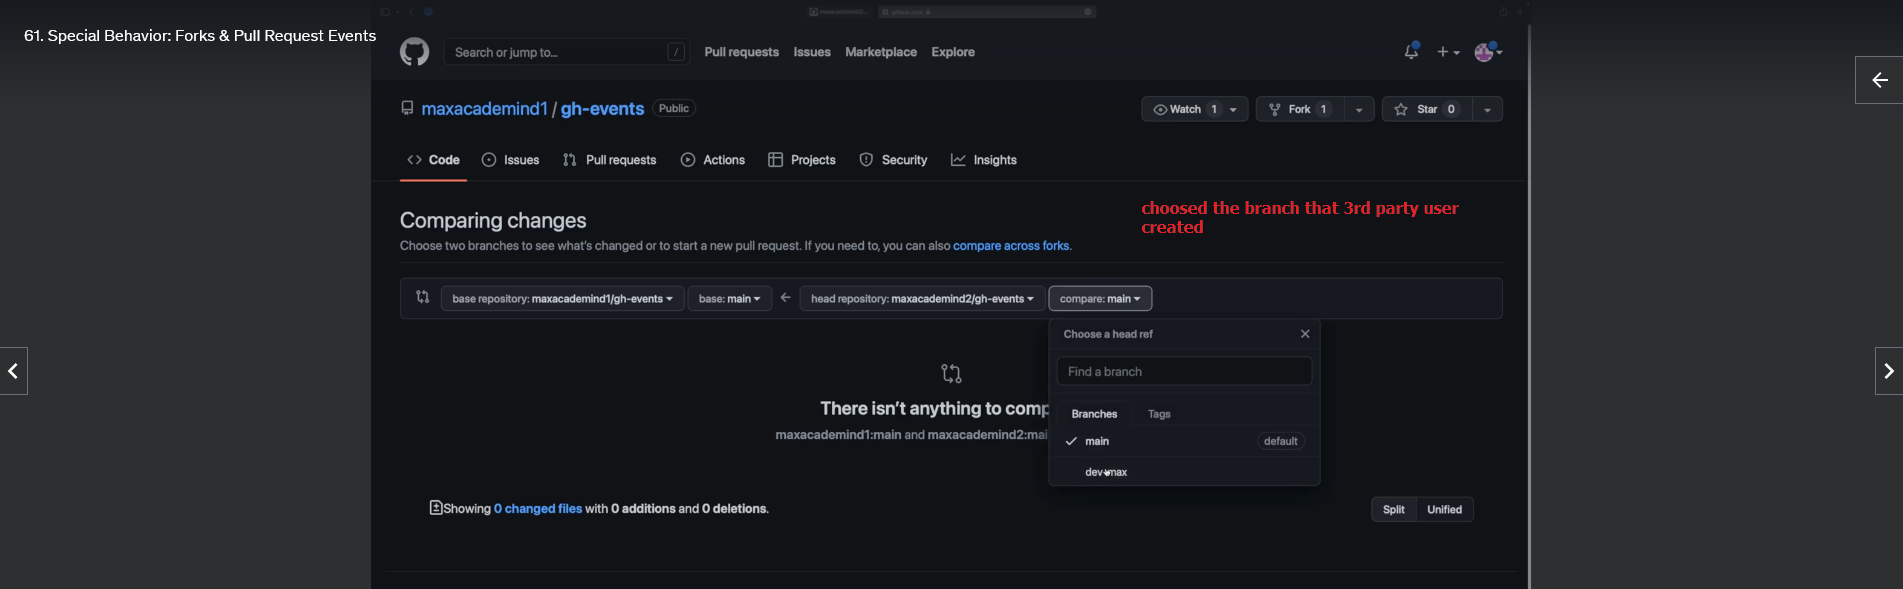 61. Special Behavior: Forks & Pull Request Events
github.com
Search or jump to...
/
Pull requests Issues Marketplace Explore
maxacademind1 / gh-events Public
Watch 1 Fork 1 Star 0
Code Issues Pull requests Actions Projects Security Insights
choosed the branch that 3rd party user
created
Comparing changes
Choose two branches to see what's changed or to start a new pull request. If you need to, you can also compare across forks.
base repository: maxacademind1/gh-events base: main head repository: maxacademind2/gh-events compare: main
Choose a head ref
Find a branch
Branches Tags
main default
There isn't anything to comp
maxacademind1:main and maxacademind2:mai
Showing 0 changed files with 0 additions and 0 deletions.
Split Unified